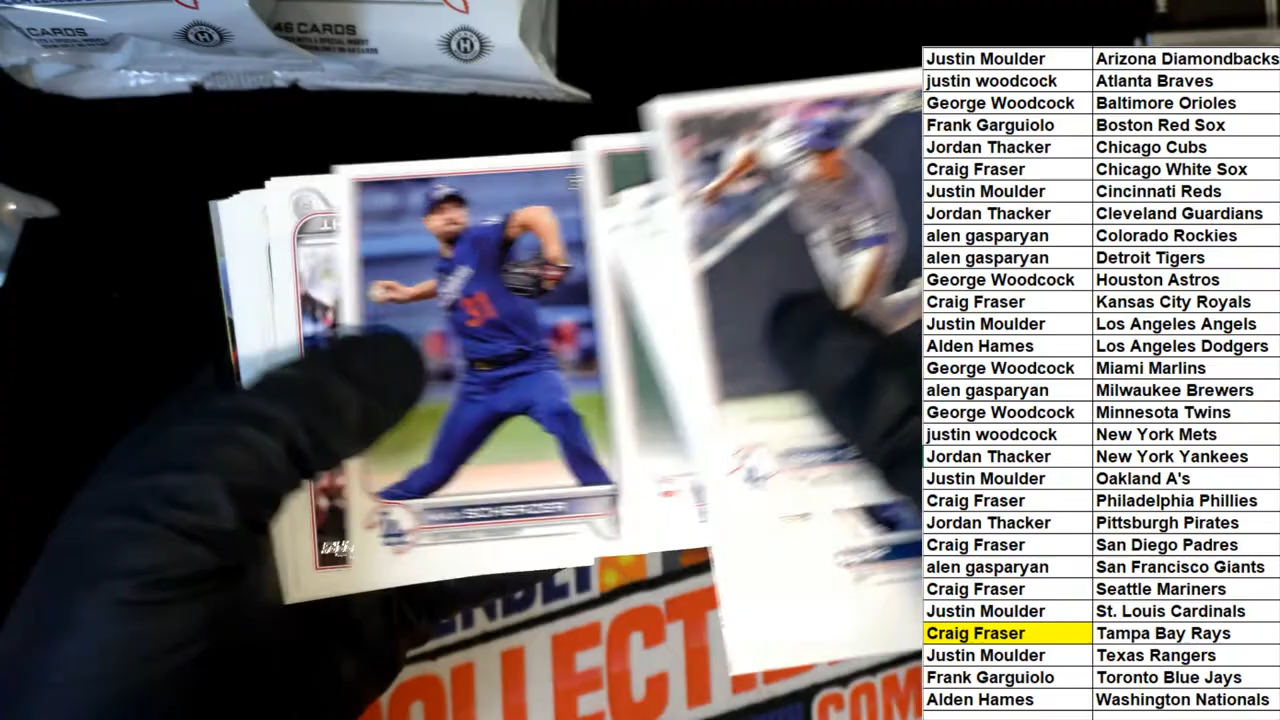 CARDS
46 CARDS
H
H
31
SCHERZER
COLLECTI
.COM
Justin Moulder Arizona Diamondbacks
justin woodcock Atlanta Braves
George Woodcock Baltimore Orioles
Frank Garguiolo Boston Red Sox
Jordan Thacker Chicago Cubs
Craig Fraser Chicago White Sox
Justin Moulder Cincinnati Reds
Jordan Thacker Cleveland Guardians
alen gasparyan Colorado Rockies
alen gasparyan Detroit Tigers
George Woodcock Houston Astros
Craig Fraser Kansas City Royals
Justin Moulder Los Angeles Angels
Alden Hames Los Angeles Dodgers
George Woodcock Miami Marlins
alen gasparyan Milwaukee Brewers
George Woodcock Minnesota Twins
justin woodcock New York Mets
Jordan Thacker New York Yankees
Justin Moulder Oakland A's
Craig Fraser Philadelphia Phillies
Jordan Thacker Pittsburgh Pirates
Craig Fraser San Diego Padres
alen gasparyan San Francisco Giants
Craig Fraser Seattle Mariners
Justin Moulder St. Louis Cardinals
Craig Fraser Tampa Bay Rays
Justin Moulder Texas Rangers
Frank Garguiolo Toronto Blue Jays
Alden Hames Washington Nationals